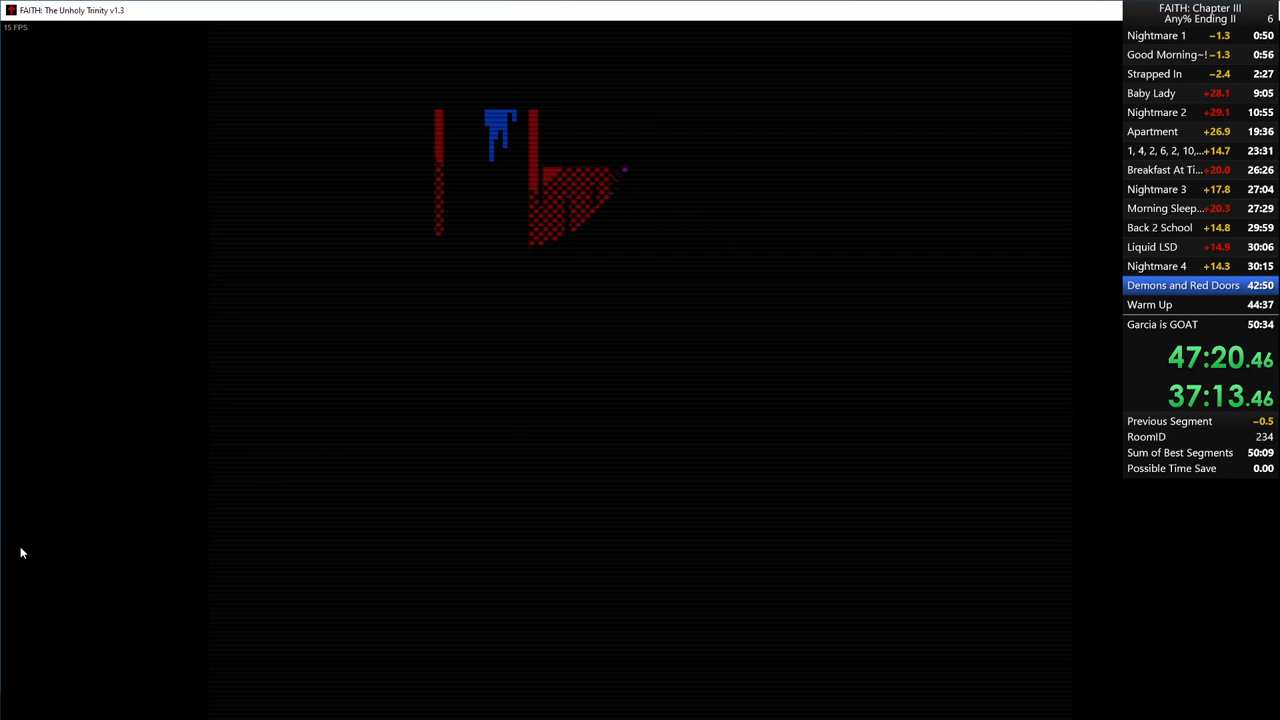 FAITH: The Unholy Trinity v1.3
15 FPS
FAITH: Chapter III
Any% Ending II 6
Nightmare 1 −1.3 0:50
Good Morning~! −1.3 0:56
Strapped In −2.4 2:27
Baby Lady +28.1 9:05
Nightmare 2 +29.1 10:55
Apartment +26.9 19:36
1, 4, 2, 6, 2, 10,... +14.7 23:31
Breakfast At Ti... +20.0 26:26
Nightmare 3 +17.8 27:04
Morning Sleep... +20.3 27:29
Back 2 School +14.8 29:59
Liquid LSD +14.9 30:06
Nightmare 4 +14.3 30:15
Demons and Red Doors 42:50
Warm Up 44:37
Garcia is GOAT 50:34
47:20.46
37:13.46
Previous Segment −0.5
RoomID 234
Sum of Best Segments 50:09
Possible Time Save 0.00